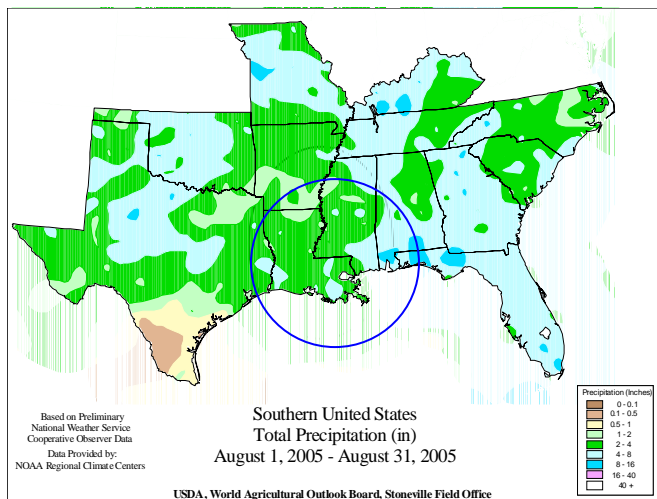 Based on Preliminary
National Weather Service
Cooperative Observer Data
Data Provided by:
NOAA Regional Climate Centers
Southern United States
Total Precipitation (in)
August 1, 2005 - August 31, 2005
USDA, World Agricultural Outlook Board, Stoneville Field Office
Precipitation (Inches)
0 - 0.1
0.1 - 0.5
0.5 - 1
1 - 2
2 - 4
4 - 8
8 - 16
16 - 40
40 +